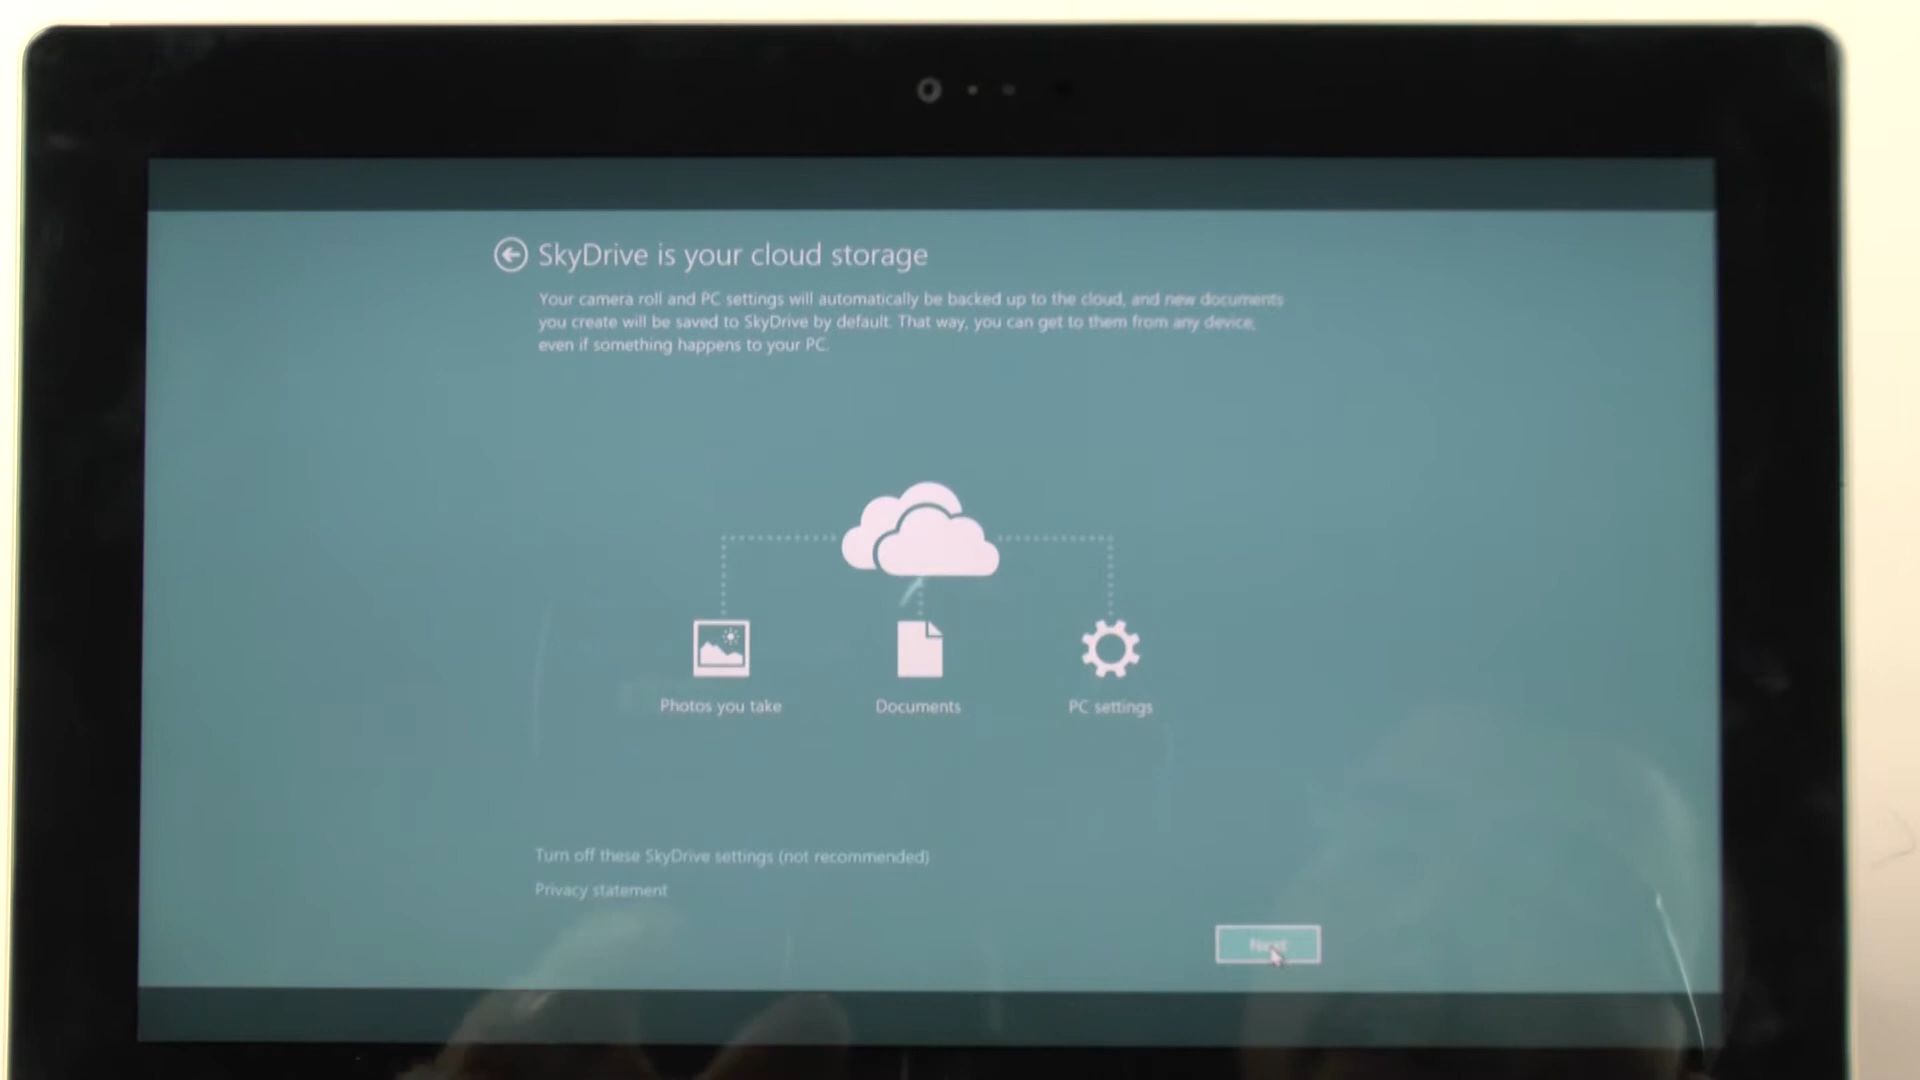 SkyDrive is your cloud storage
Your camera roll and PC settings will automatically be backed up to the cloud, and new documents
you create will be saved to SkyDrive by default. That way, you can get to them from any device,
even if something happens to your PC.
Photos you take
Documents
PC settings
Turn off these SkyDrive settings (not recommended)
Privacy statement
Next